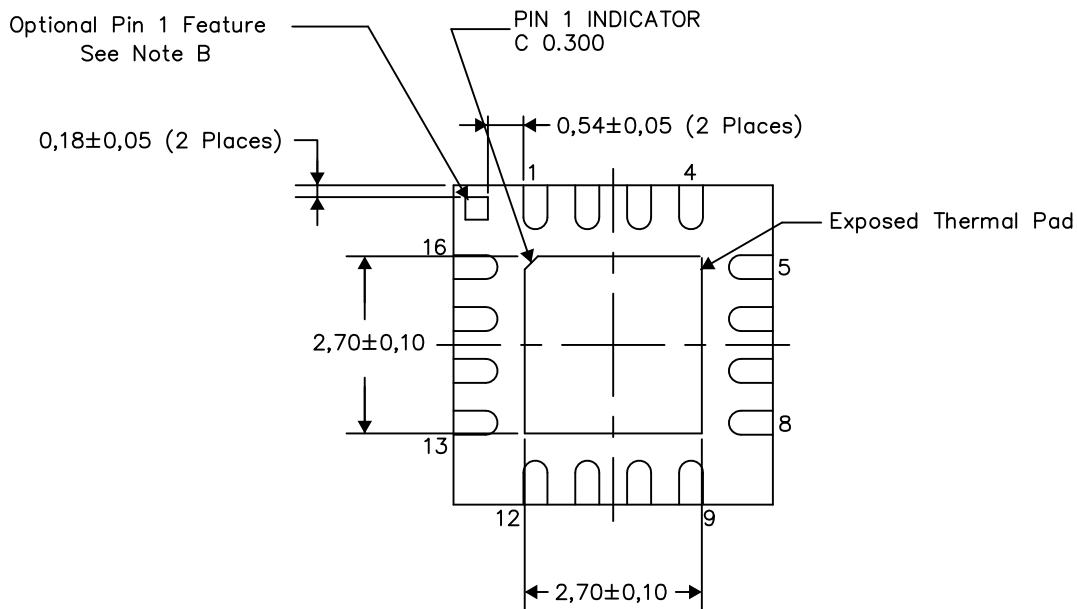 Optional Pin 1 Feature
See Note B
PIN 1 INDICATOR
C 0.300
0,18±0,05 (2 Places)
0,54±0,05 (2 Places)
1
4
Exposed Thermal Pad
16
5
2,70±0,10
13
8
12
9
2,70±0,10